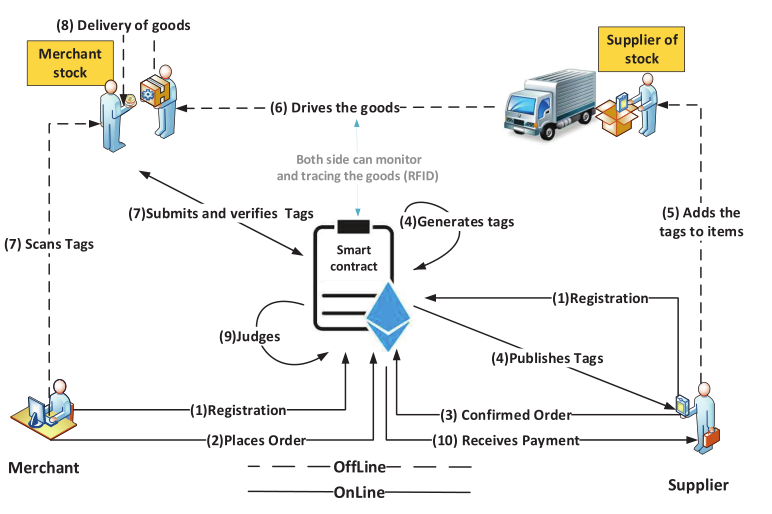 (8) Delivery of goods
Merchant
stock
Supplier of
stock
(6) Drives the goods
Both side can monitor
and tracing the goods (RFID)
(7)Submits and verifies Tags
(4)Generates tags
(5) Adds the
tags to items
(7) Scans Tags
Smart
contract
(1)Registration
(9)Judges
(4)Publishes Tags
(1)Registration
(3) Confirmed Order
(2)Places Order
(10) Receives Payment
Merchant
OffLine
Supplier
OnLine